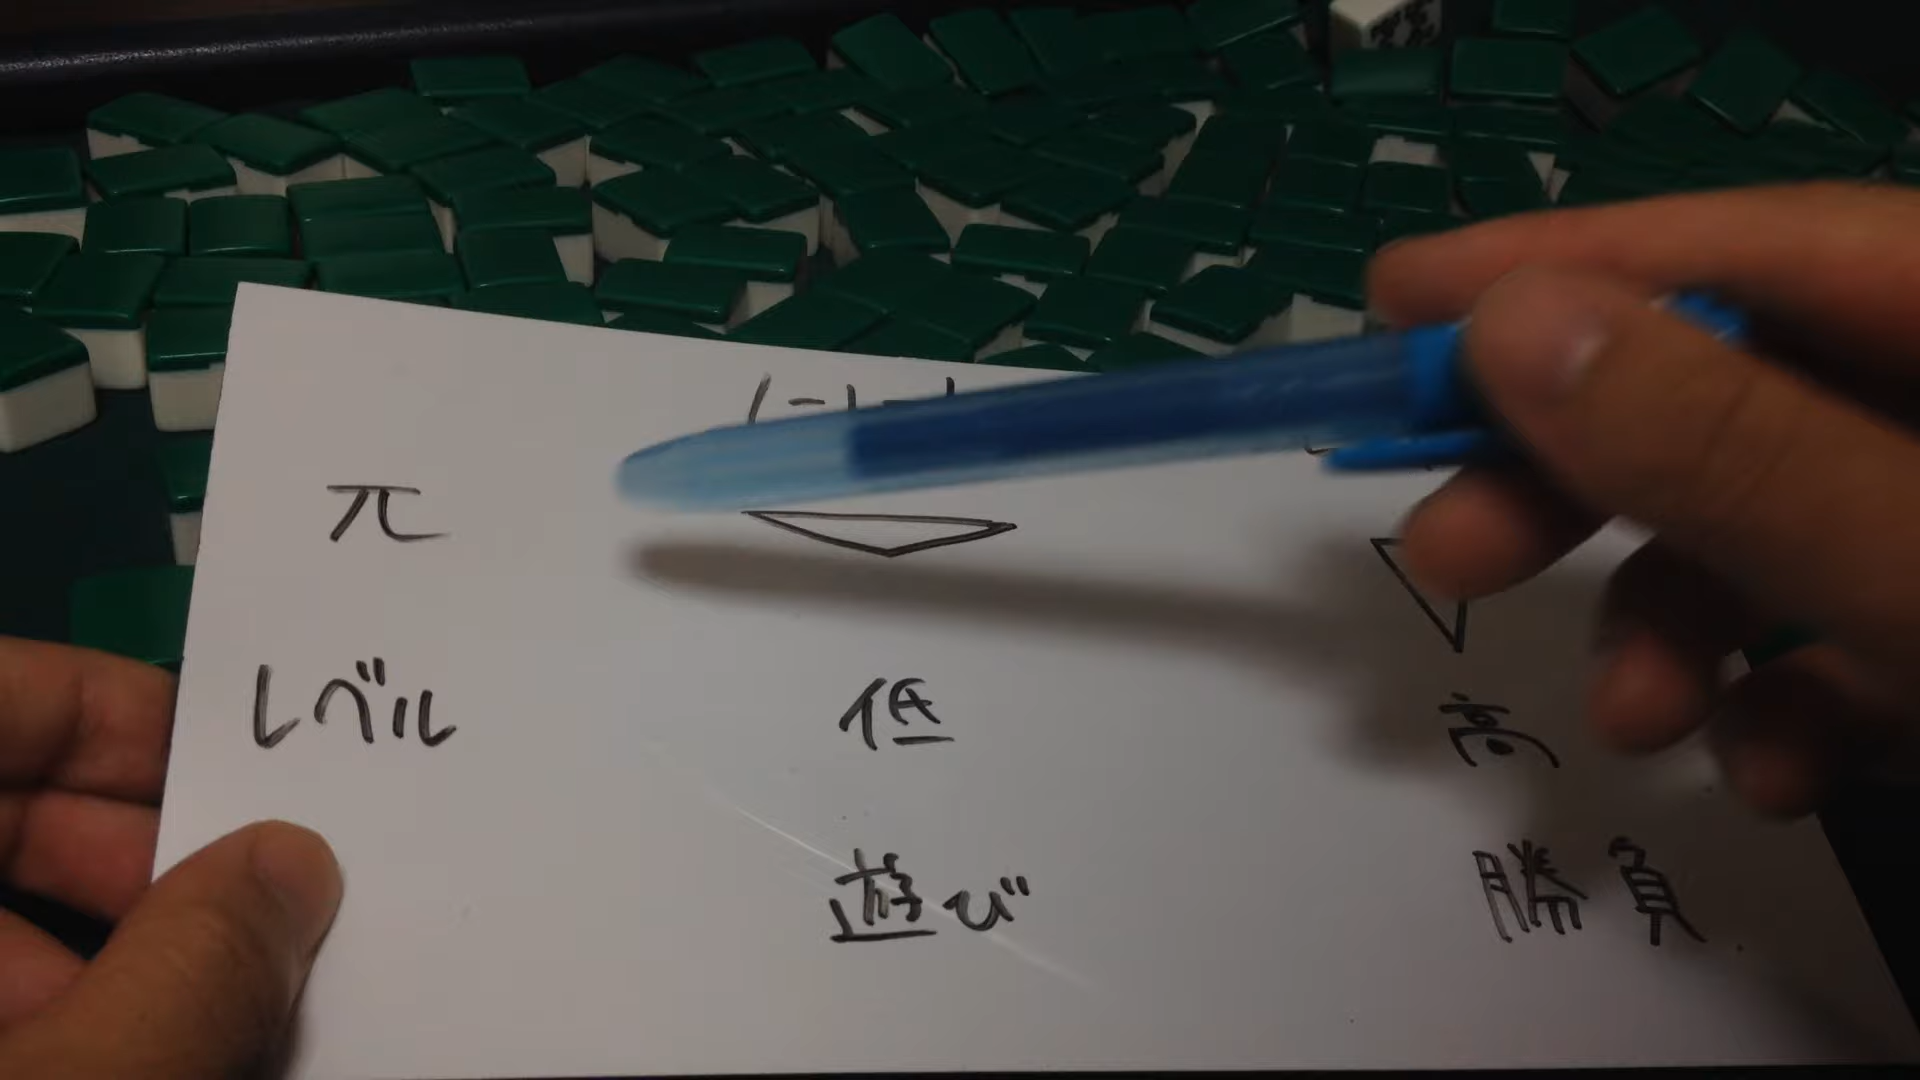 π
レベル 低 高
遊び 勝負